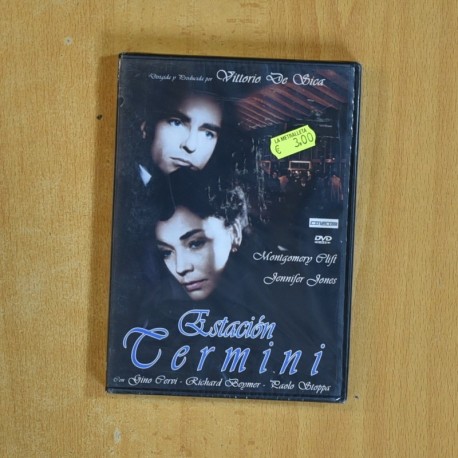 Dirigida y Producida por Vittorio De Sica
LA METRALLETA
€ 3.00
DVD
Montgomery Clift
Jennifer Jones
Estación
Termini
Con Gino Cervi - Richard Beymer - Paolo Stoppa